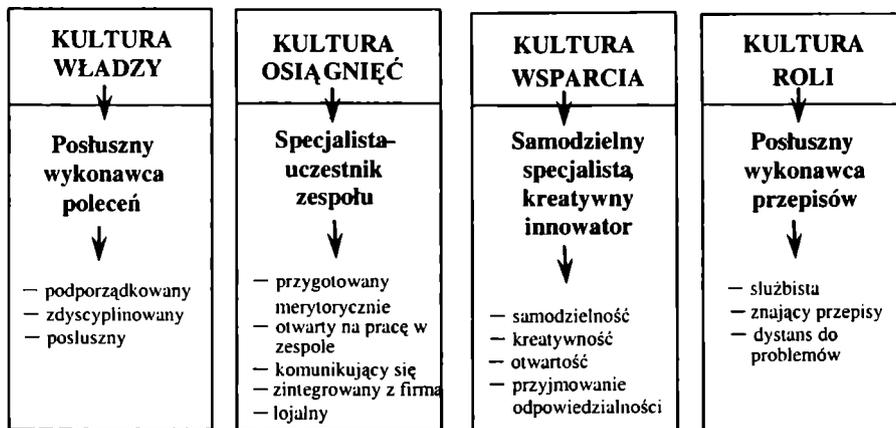 KULTURA
WŁADZY
Posłuszny
wykonawca
poleceń
— podporządkowany
— zdyscyplinowany
— posluszny
KULTURA
OSIĄGNIĘĆ
Specjalista–
uczestnik
zespołu
— przygotowany
merytorycznie
— otwarty na pracę w
zespole
— komunikujący się
— zintegrowany z firmą
— lojalny
KULTURA
WSPARCIA
Samodzielny
specjalista,
kreatywny
innowator
— samodzielność
— kreatywność
— otwartość
— przyjmowanie
odpowiedzialności
KULTURA
ROLI
Posłuszny
wykonawca
przepisów
— służbista
— znający przepisy
— dystans do
problemów